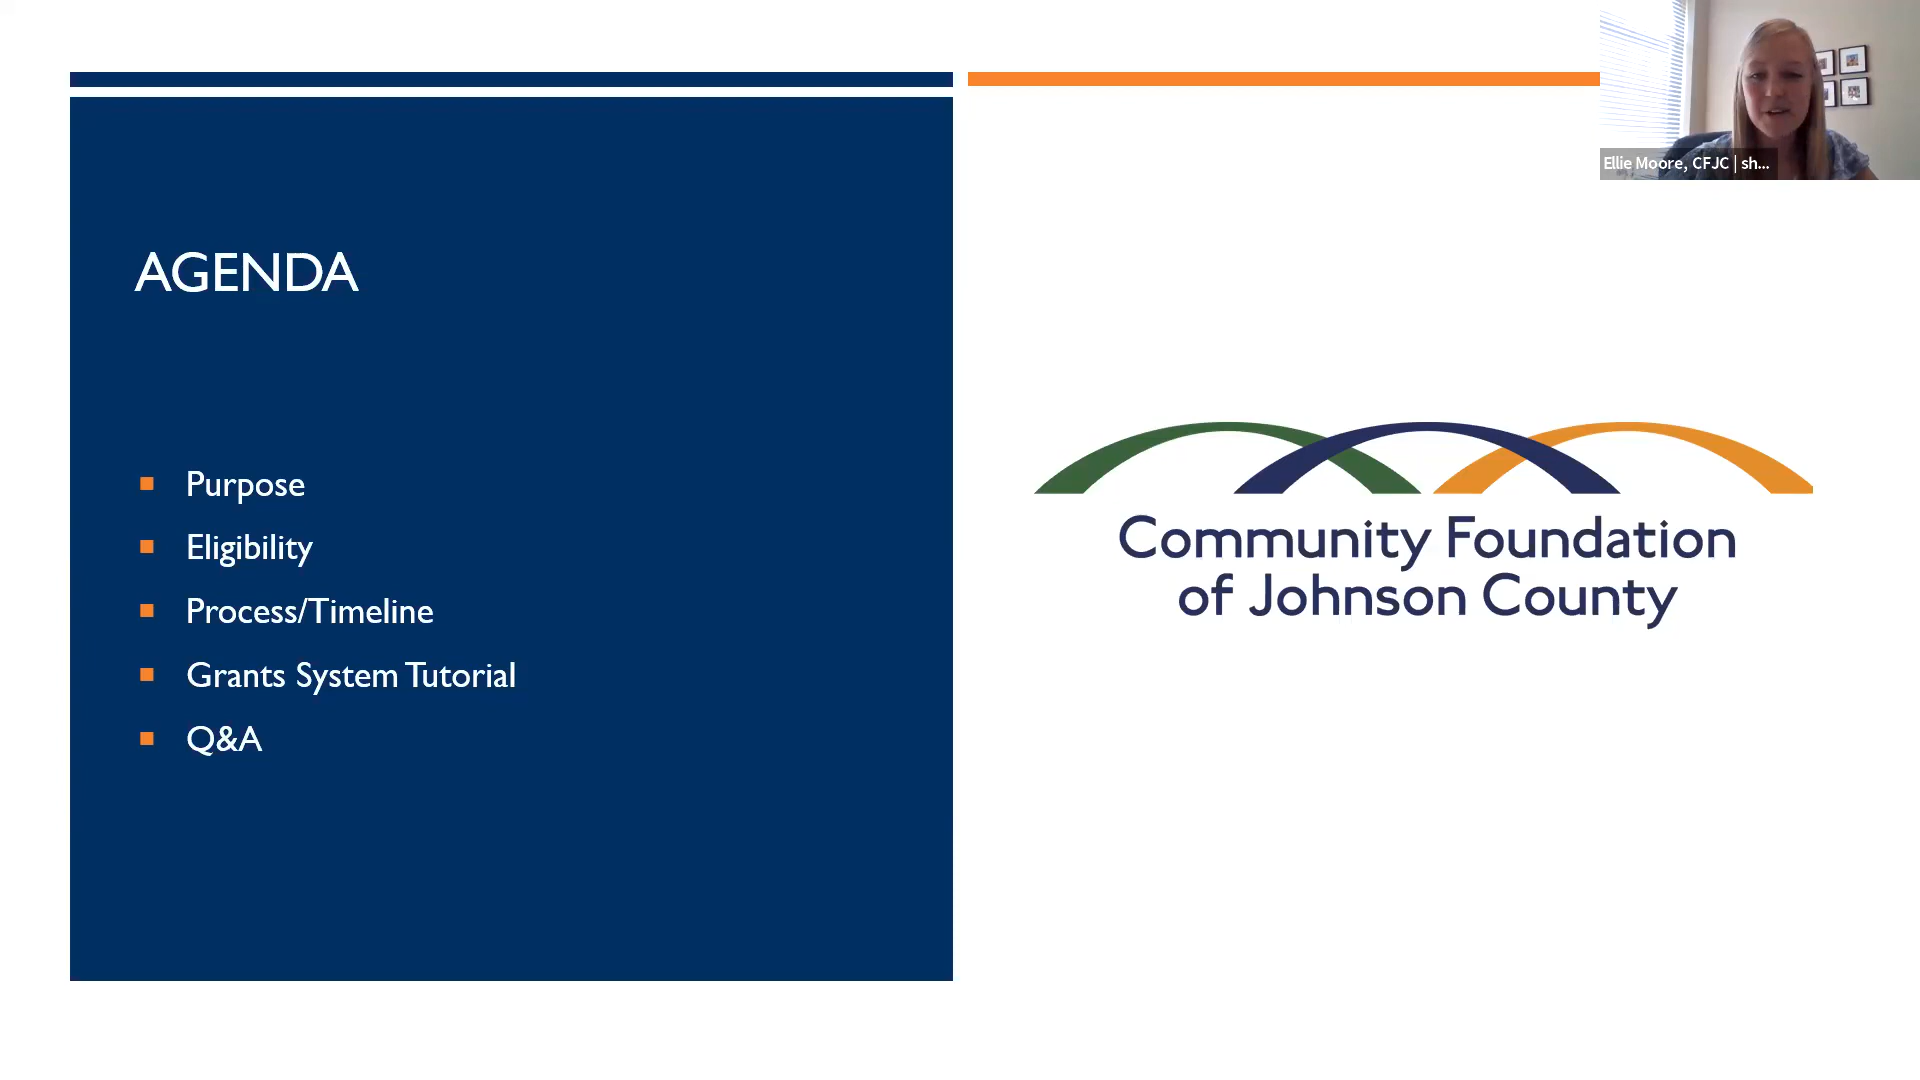 Ellie Moore, CFJC | sh...
AGENDA
Purpose
Eligibility
Process/Timeline
Grants System Tutorial
Q&A
Community Foundation
of Johnson County